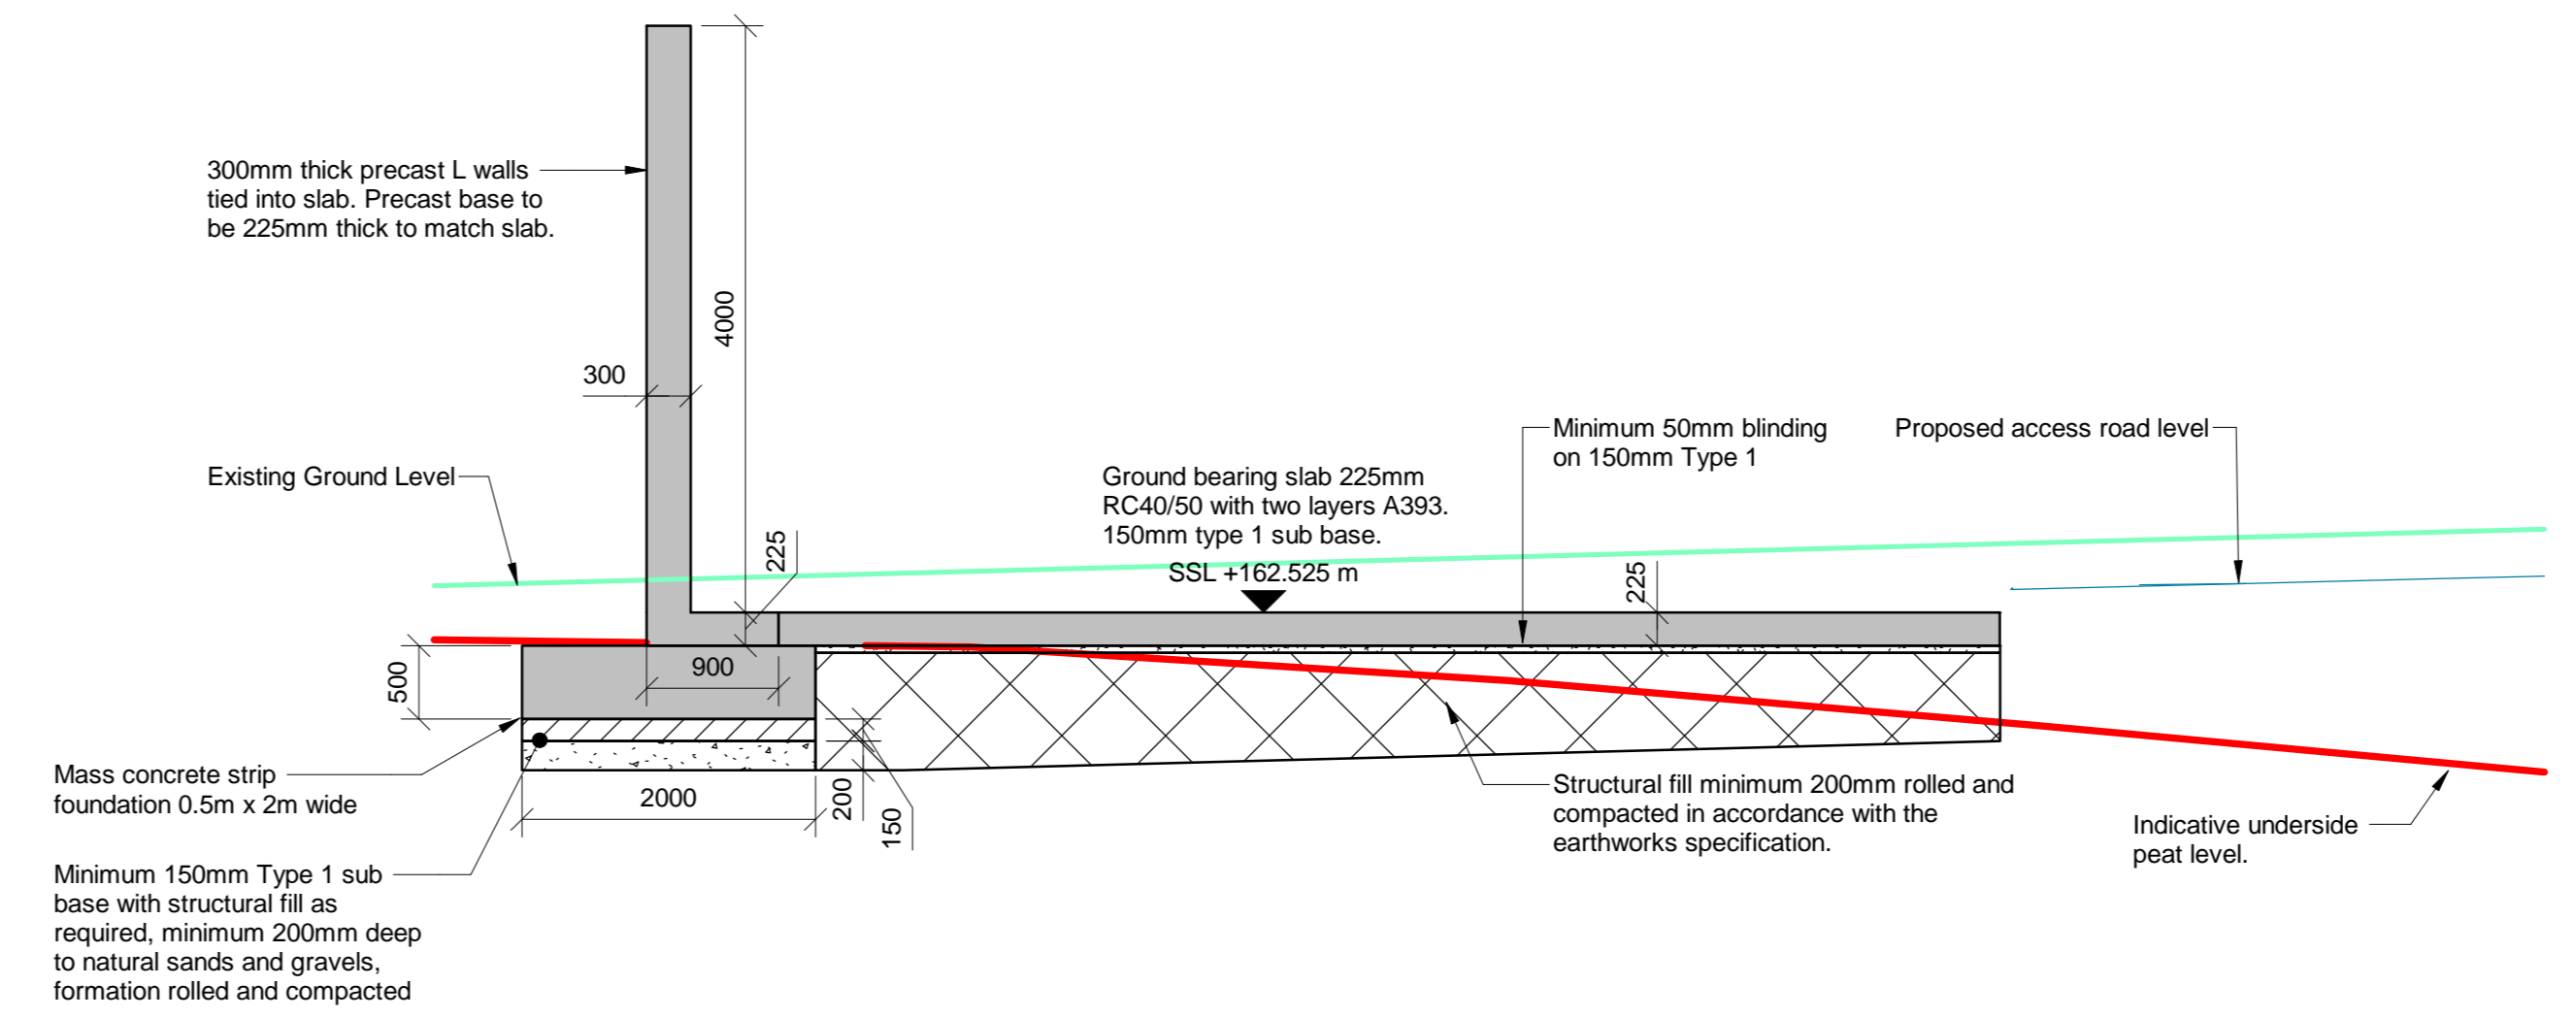 300mm thick precast L walls
tied into slab. Precast base to
be 225mm thick to match slab.
4000
300
Existing Ground Level
225
Ground bearing slab 225mm
RC40/50 with two layers A393.
150mm type 1 sub base.
SSL +162.525 m
Minimum 50mm blinding
on 150mm Type 1
Proposed access road level
225
500
900
Mass concrete strip
foundation 0.5m x 2m wide
2000
200
150
Structural fill minimum 200mm rolled and
compacted in accordance with the
earthworks specification.
Indicative underside
peat level.
Minimum 150mm Type 1 sub
base with structural fill as
required, minimum 200mm deep
to natural sands and gravels,
formation rolled and compacted